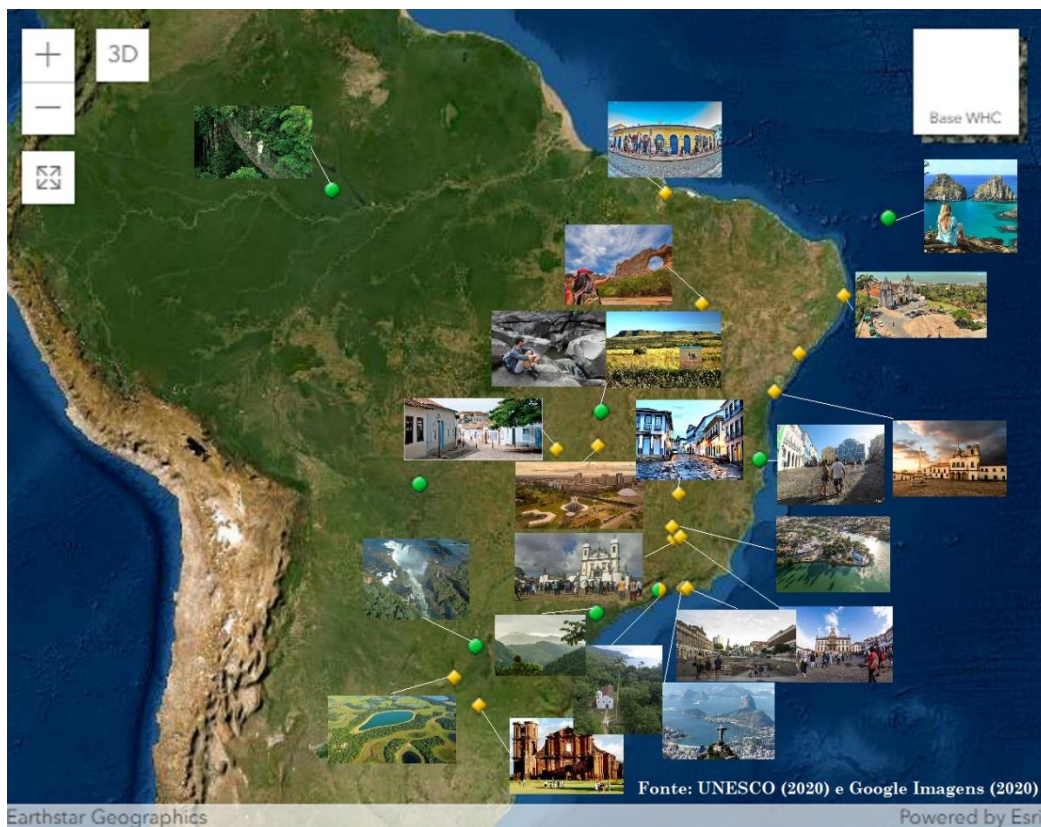 +
3D
−
Base WHC
Fonte: UNESCO (2020) e Google Imagens (2020)
Earthstar Geographics
Powered by Esri